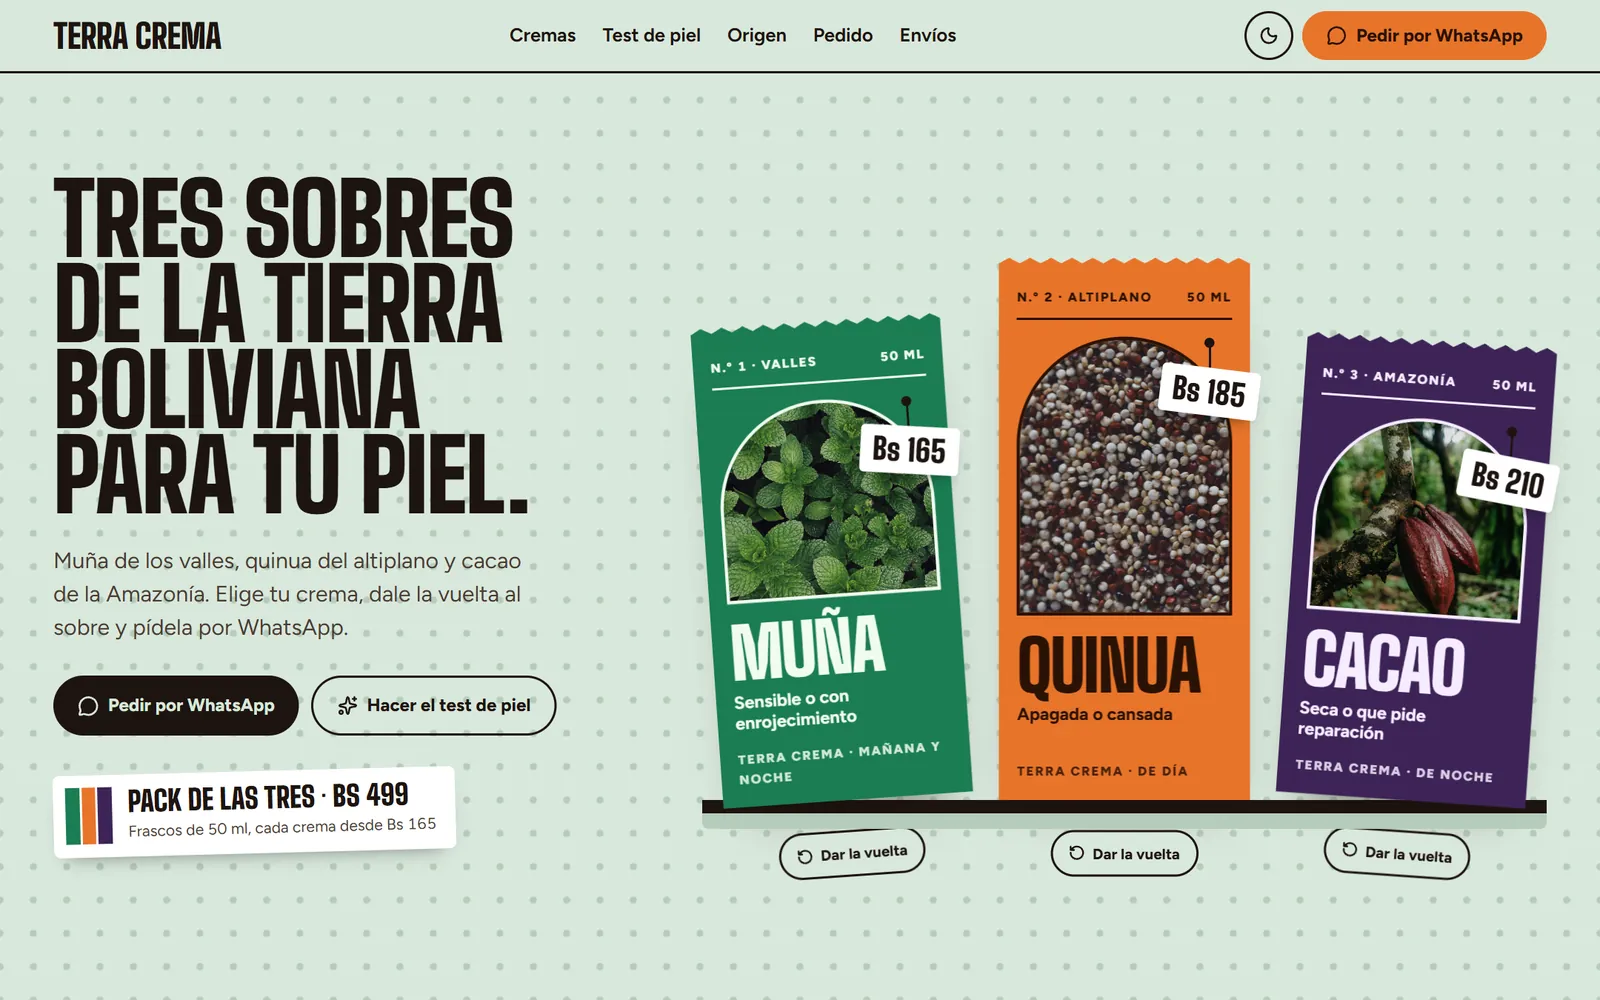 TERRA CREMA
Cremas
Test de piel
Origen
Pedido
Envíos
Pedir por WhatsApp
TRES SOBRES
DE LA TIERRA
BOLIVIANA
PARA TU PIEL.
Muña de los valles, quinua del altiplano y cacao
de la Amazonía. Elige tu crema, dale la vuelta al
sobre y pídela por WhatsApp.
Pedir por WhatsApp
Hacer el test de piel
PACK DE LAS TRES · BS 499
Frascos de 50 ml, cada crema desde Bs 165
N.º 1 · VALLES
50 ML
Bs 165
MUÑA
Sensible o con
enrojecimiento
TERRA CREMA · MAÑANA Y
NOCHE
Dar la vuelta
N.º 2 · ALTIPLANO
50 ML
Bs 185
QUINUA
Apagada o cansada
TERRA CREMA · DE DÍA
Dar la vuelta
N.º 3 · AMAZONÍA
50 ML
Bs 210
CACAO
Seca o que pide
reparación
TERRA CREMA · DE NOCHE
Dar la vuelta